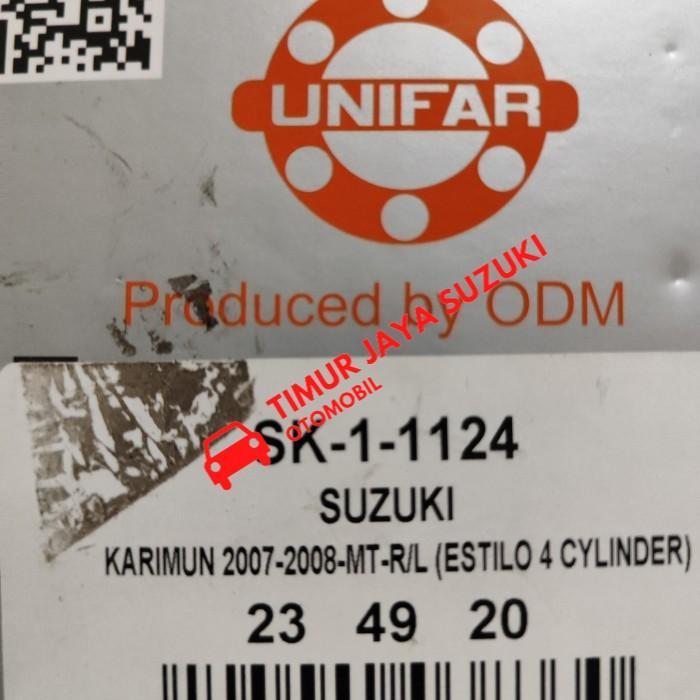 UNIFAR
Produced by ODM
TIMUR JAYA SUZUKI
OTOMOBIL
SK-1-1124
SUZUKI
KARIMUN 2007-2008-MT-R/L (ESTILO 4 CYLINDER)
23 49 20